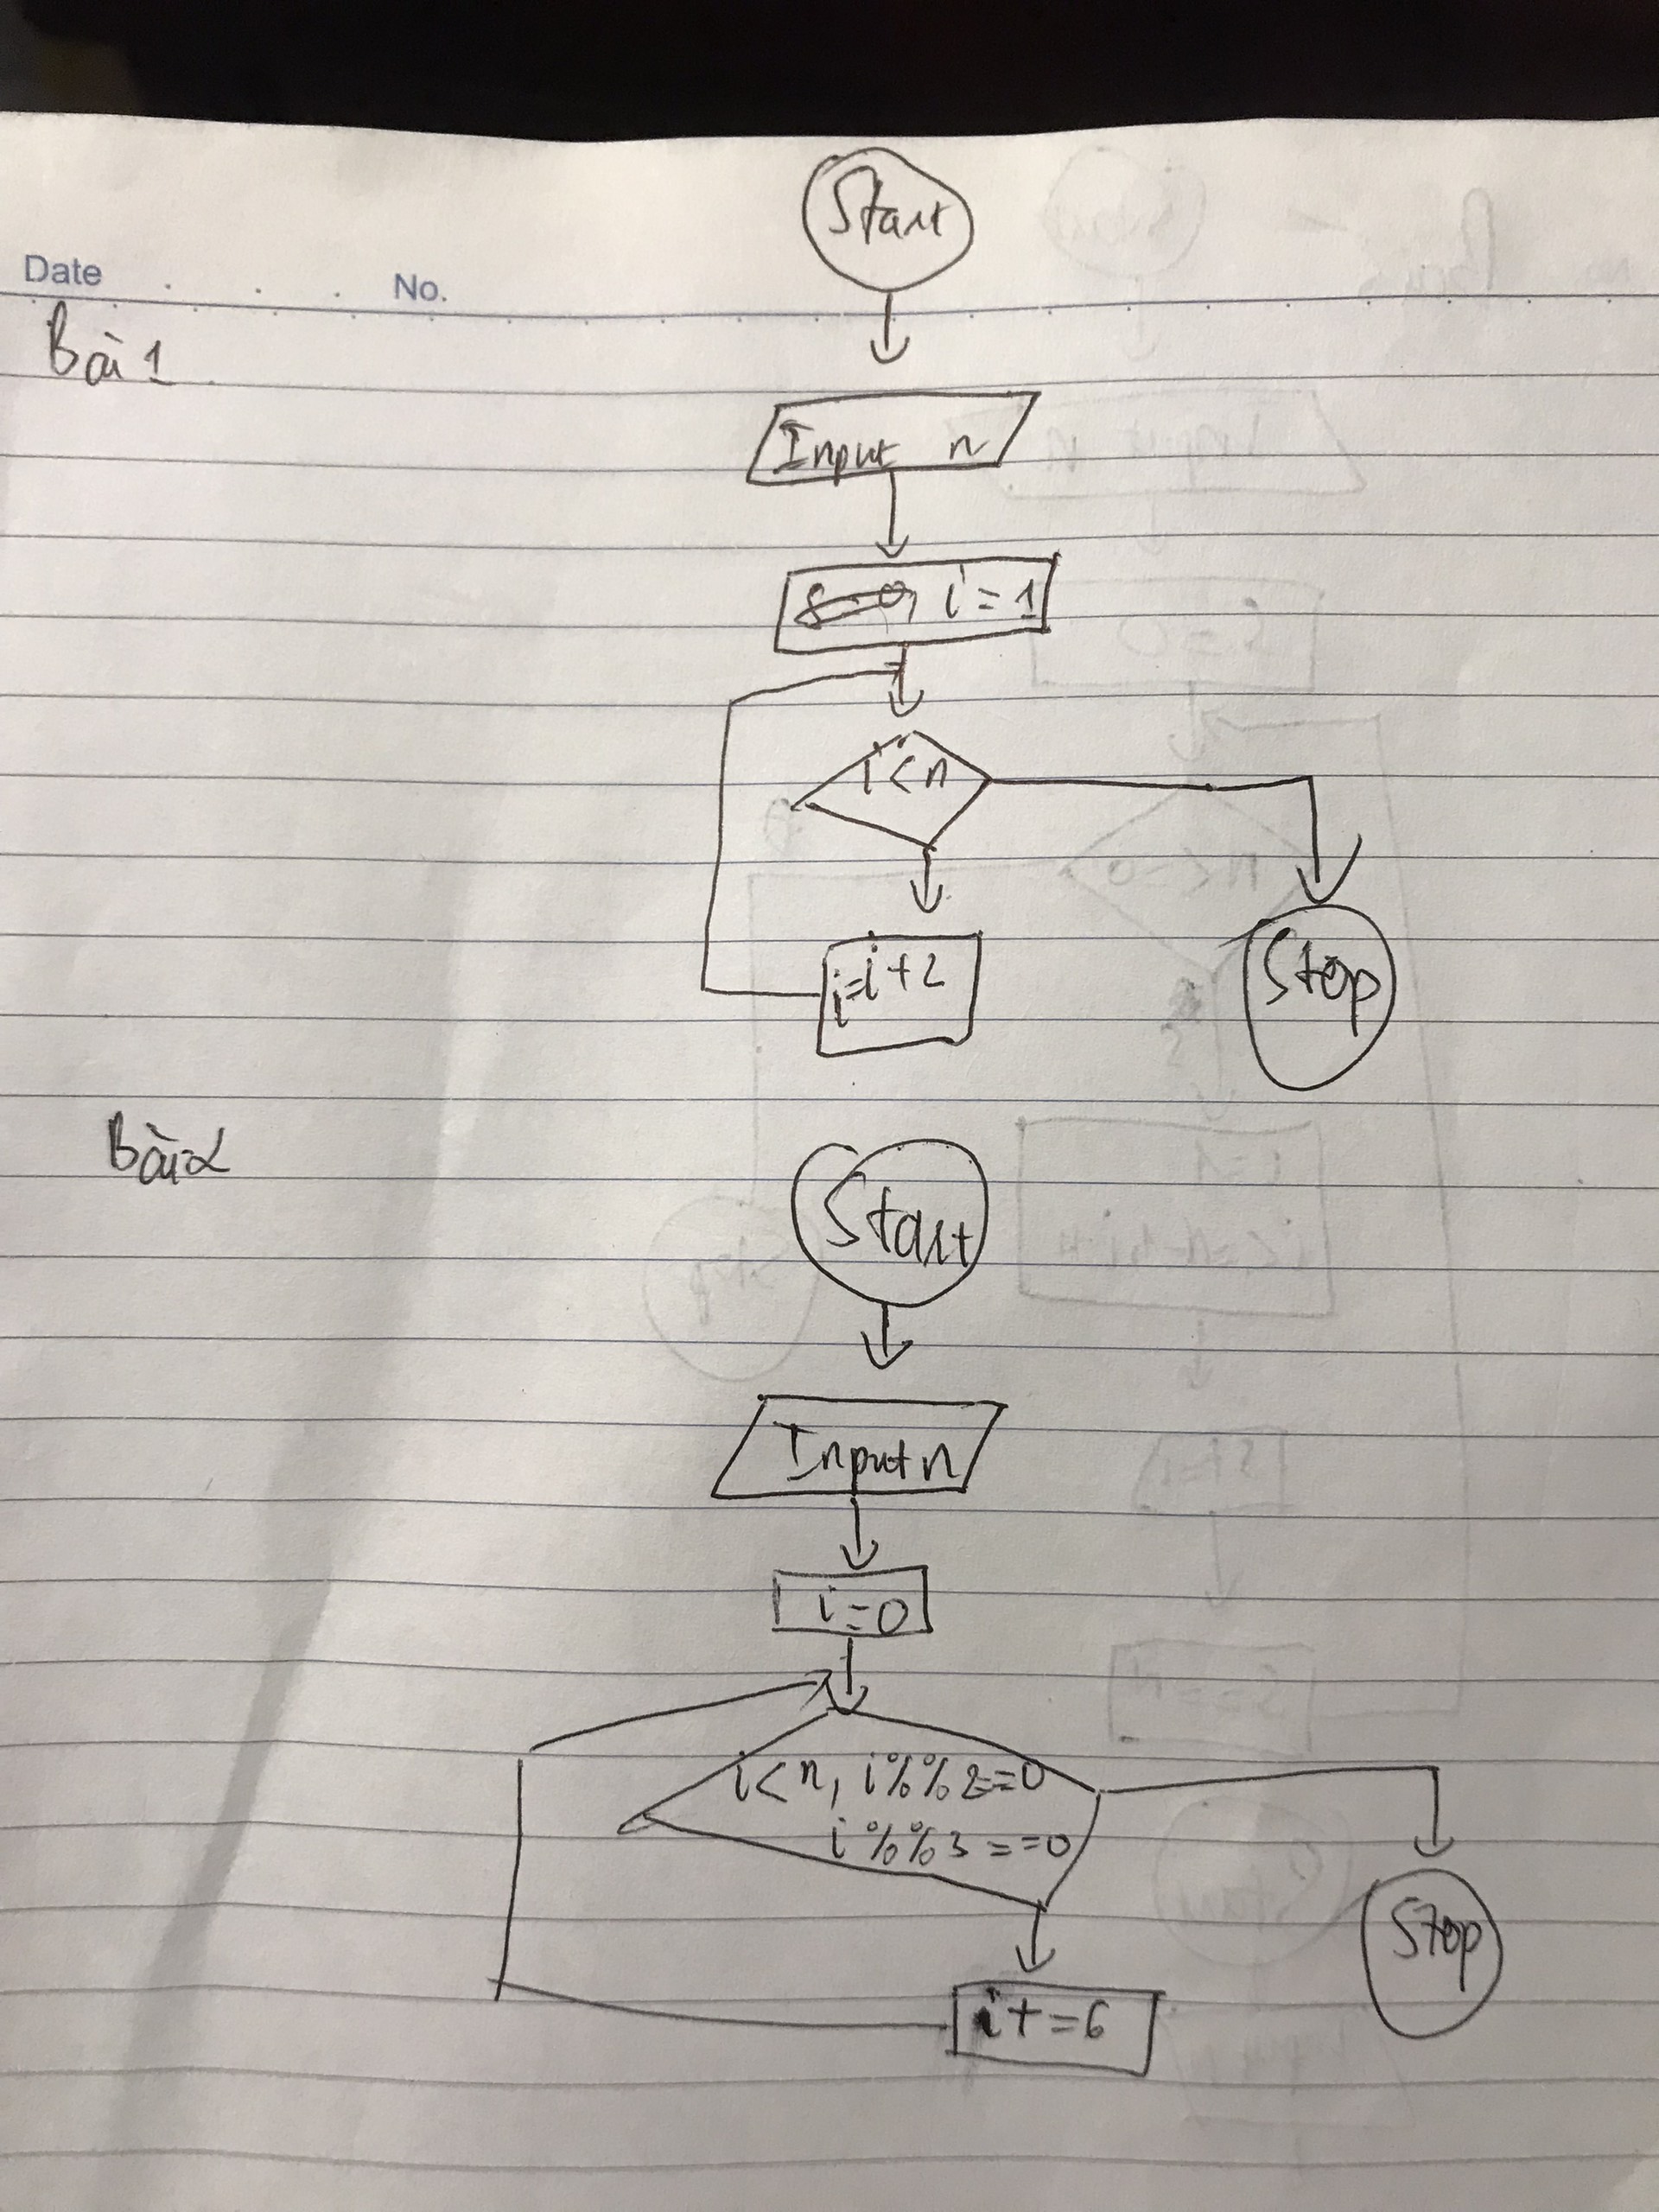 Start
Date . . . No.
Bài 1
Input n
i = 1
i < n
i=i+2
Stop
Bài 2
Start
Input n
i=0
i< n, i%%2==0
i%%3 ==0
Stop
i+=6